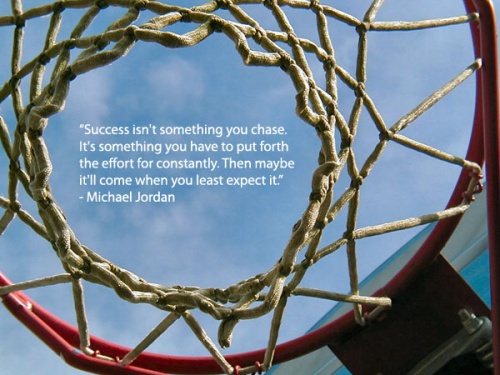 “Success isn't something you chase.
It's something you have to put forth
the effort for constantly. Then maybe
it'll come when you least expect it.”
- Michael Jordan